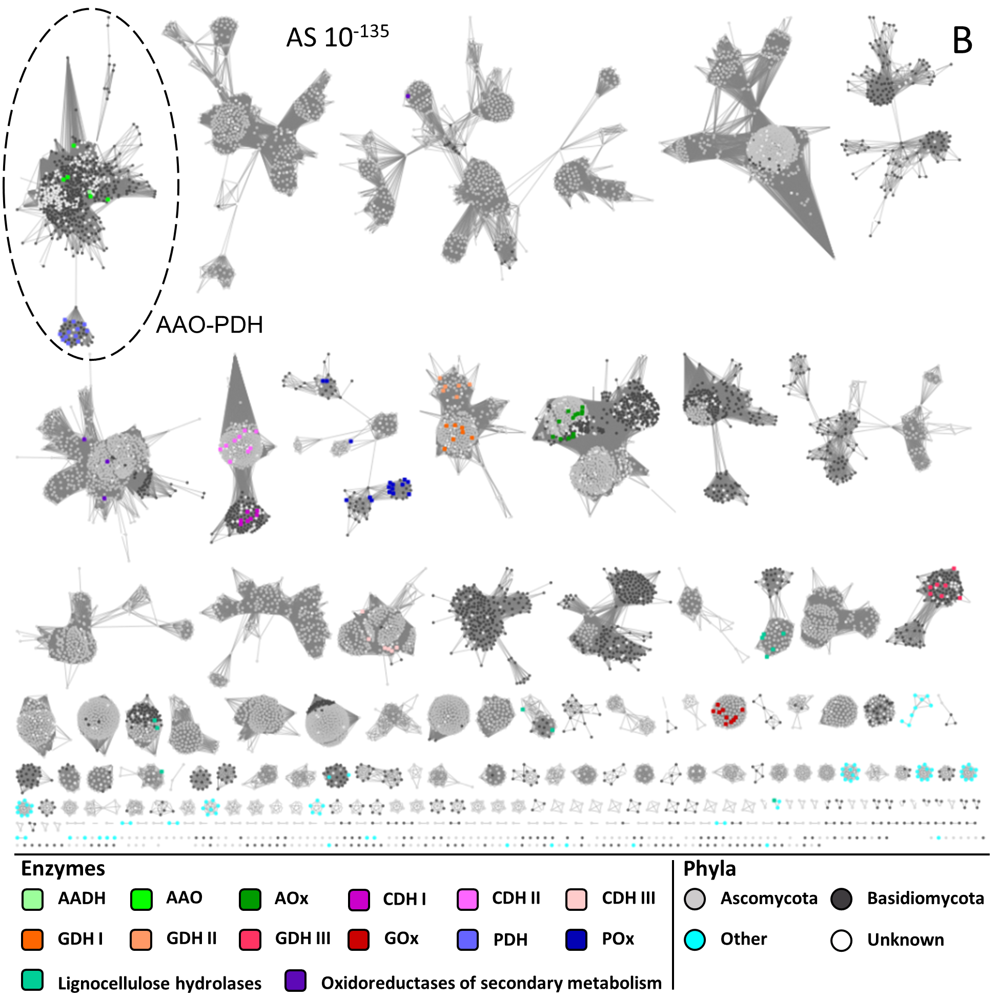 AS 10-135
B
AAO-PDH
Enzymes
AADH
AAO
AOx
CDH I
CDH II
CDH III
GDH I
GDH II
GDH III
GOx
PDH
POx
Lignocellulose hydrolases
Oxidoreductases of secondary metabolism
Phyla
Ascomycota
Basidiomycota
Other
Unknown